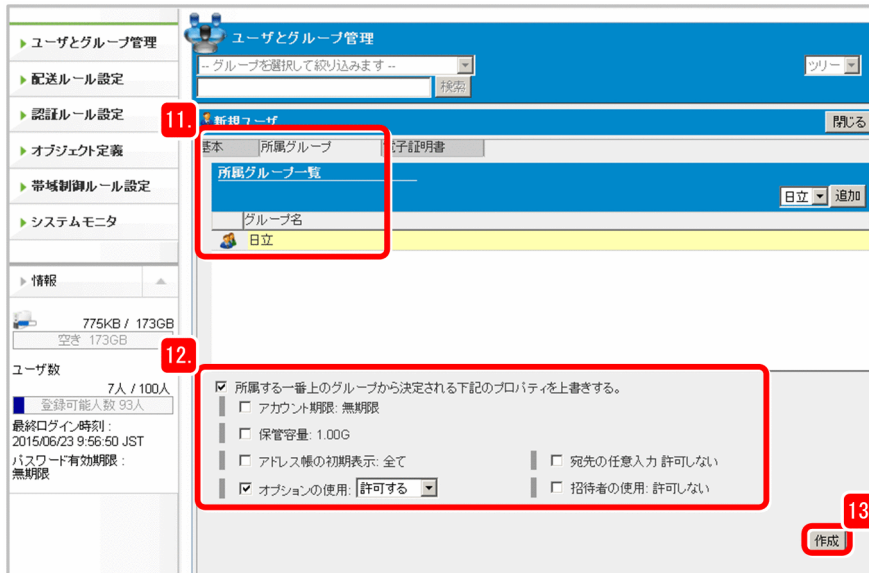 ユーザとグループ管理
配送ルール設定
認証ルール設定
オブジェクト定義
帯域制御ルール設定
システムモニタ
情報
775KB / 173GB
空き 173GB
ユーザ数
7人 / 100人
登録可能人数 93人
最終ログイン時刻 :
2015/06/23 9:56:50 JST
パスワード有効期限 :
無期限
ユーザとグループ管理
-- グループを選択して絞り込みます --
ツリー
検索
11.
新規ユーザ
閉じる
基本 所属グループ 電子証明書
所属グループ一覧
日立 追加
グループ名
日立
12.
所属する一番上のグループから決定される下記のプロパティを上書きする。
アカウント期限: 無期限
保管容量: 1.00G
アドレス帳の初期表示: 全て 宛先の任意入力 許可しない
オプションの使用: 許可する 招待者の使用: 許可しない
13
作成